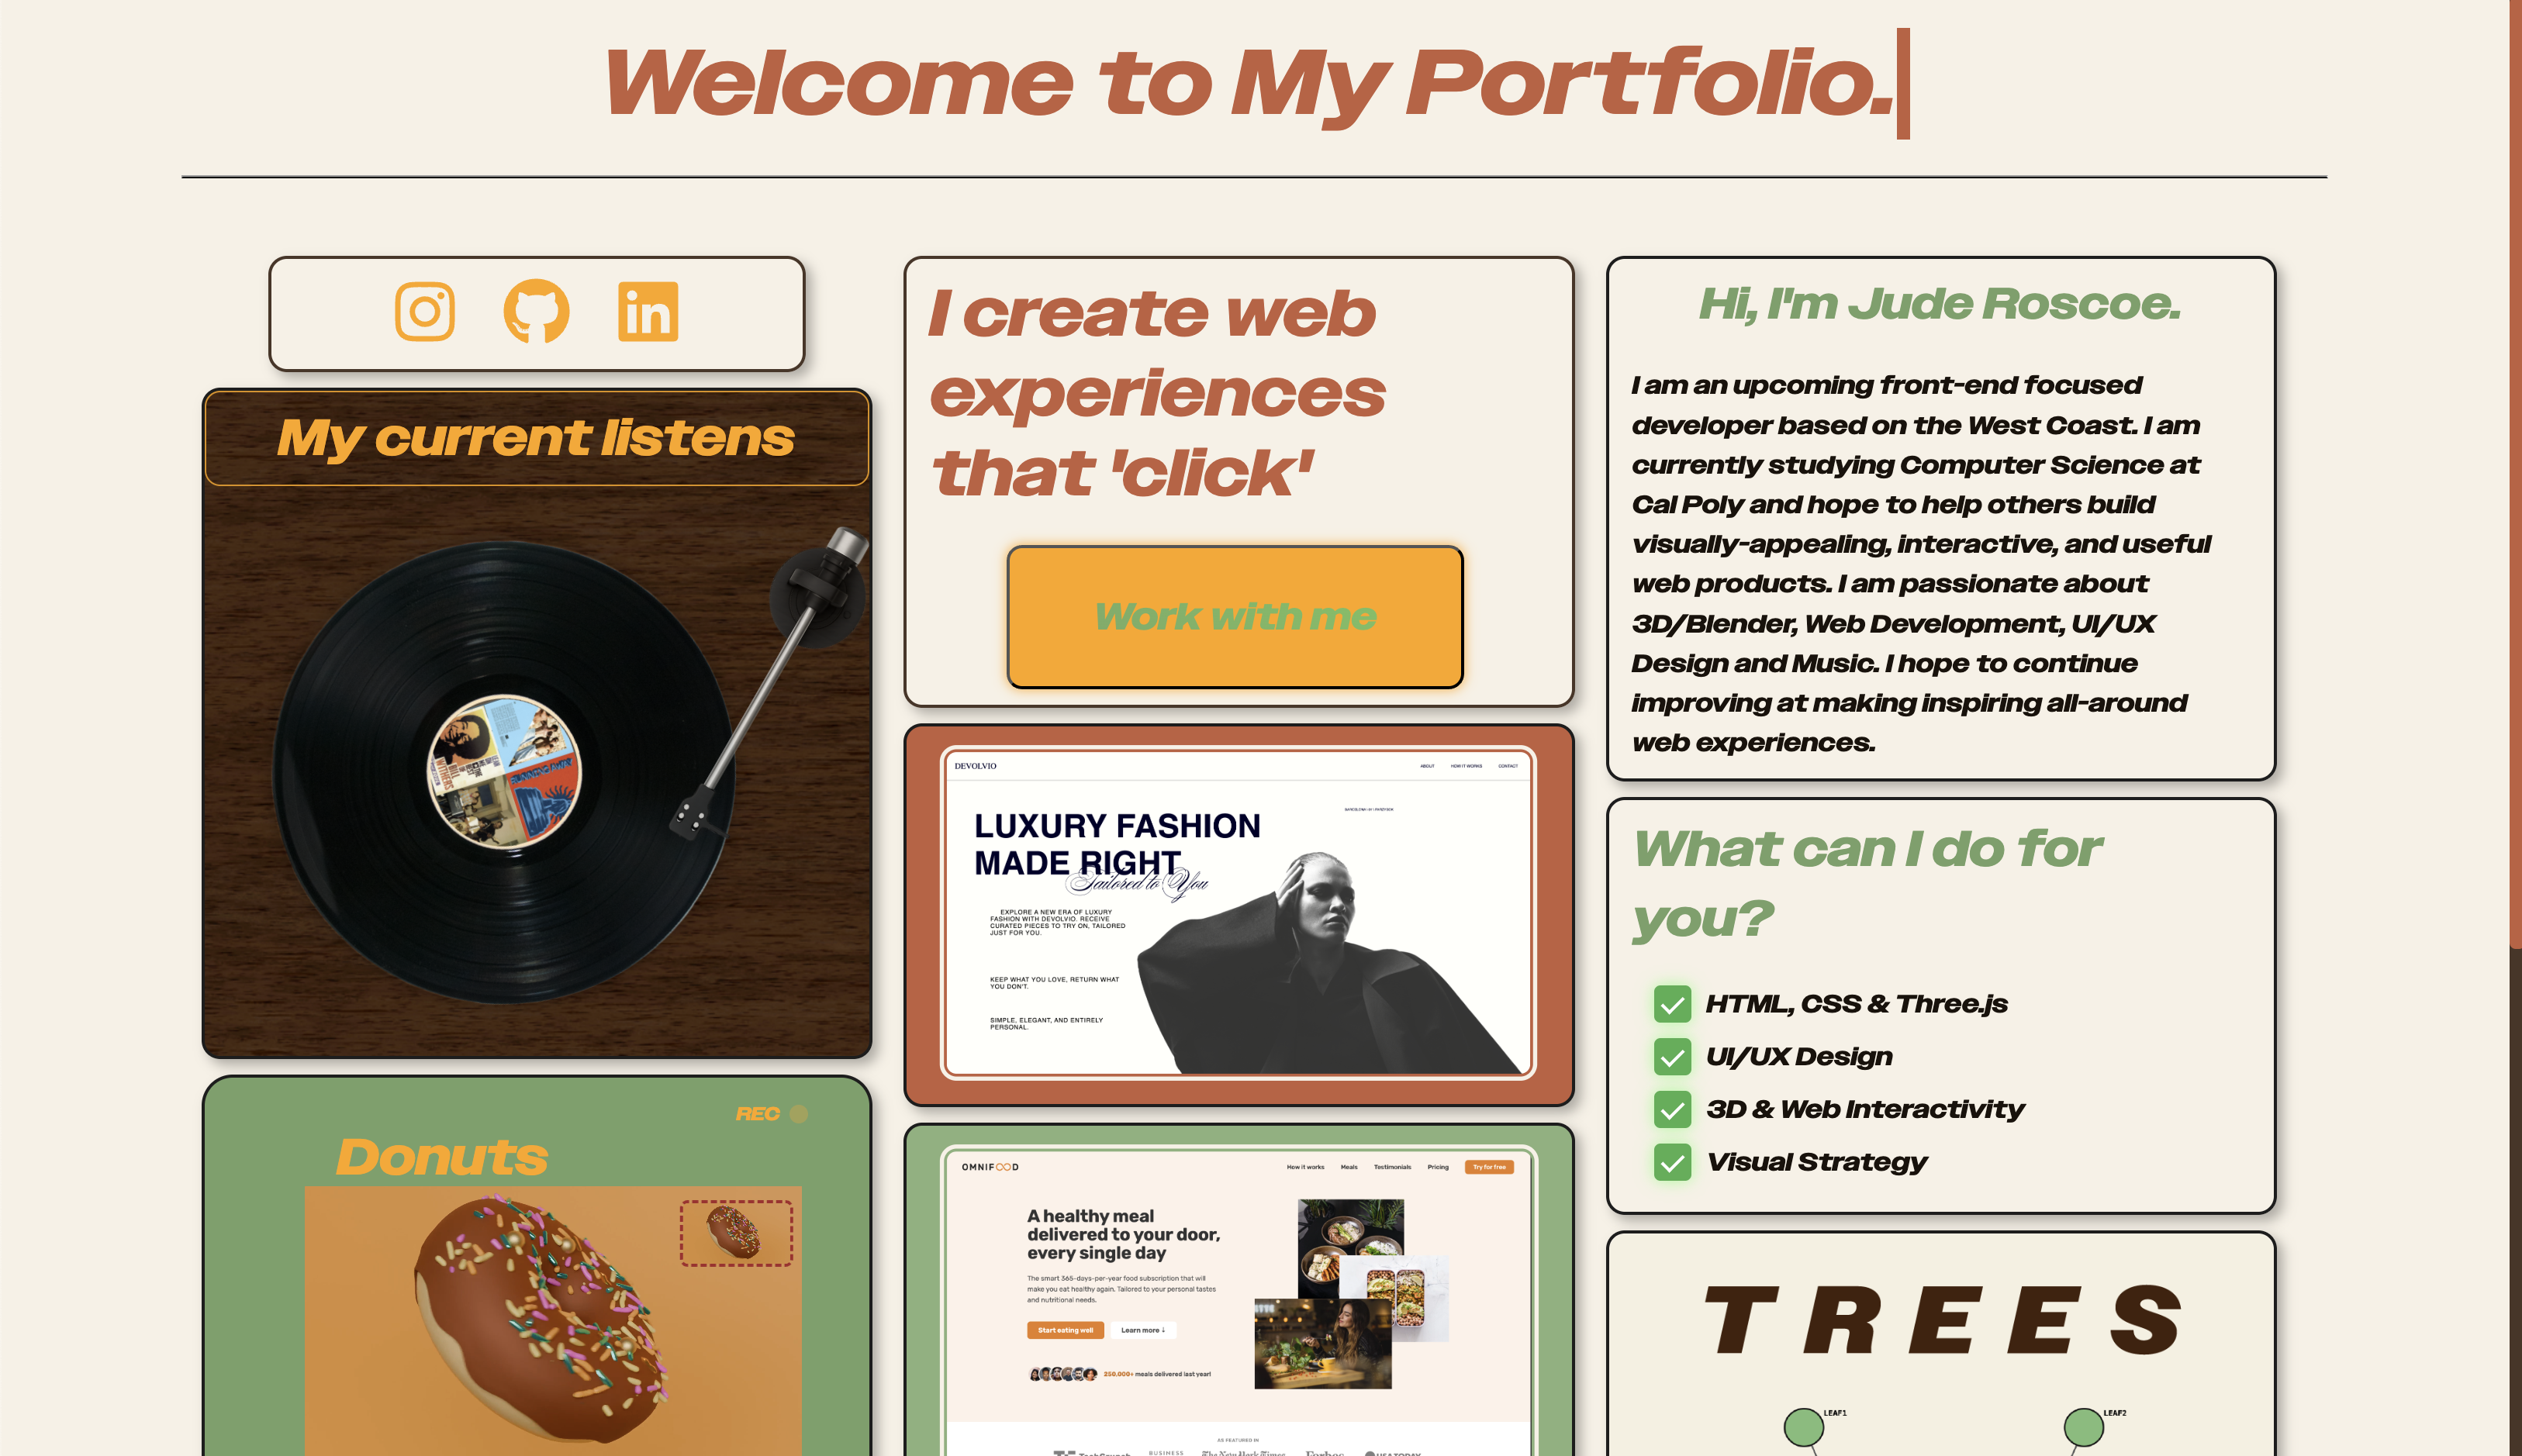 Welcome to My Portfolio.
My current listens
REC
Donuts
I create web
experiences
that 'click'
Work with me
DEVOLVIO
ABOUT HOW IT WORKS CONTACT
LUXURY FASHION
MADE RIGHT
Tailored to You
EXPLORE A NEW ERA OF LUXURY
FASHION WITH DEVOLVIO. RECEIVE
CURATED PIECES TO TRY ON, TAILORED
JUST FOR YOU.
KEEP WHAT YOU LOVE, RETURN WHAT
YOU DON'T.
SIMPLE, ELEGANT, AND ENTIRELY
PERSONAL.
OMNIFOOD
How it works Meals Testimonials Pricing Try for free
A healthy meal
delivered to your door,
every single day
The smart 365-days-per-year food subscription that will
make you eat healthy again. Tailored to your personal tastes
and nutritional needs.
Start eating well Learn more ↓
250,000+ meals delivered last year!
AS FEATURED IN
TechCrunch BUSINESS The New York Times Forbes USA TODAY
Hi, I'm Jude Roscoe.
I am an upcoming front-end focused
developer based on the West Coast. I am
currently studying Computer Science at
Cal Poly and hope to help others build
visually-appealing, interactive, and useful
web products. I am passionate about
3D/Blender, Web Development, UI/UX
Design and Music. I hope to continue
improving at making inspiring all-around
web experiences.
What can I do for
you?
HTML, CSS & Three.js
UI/UX Design
3D & Web Interactivity
Visual Strategy
TREES
LEAF1 LEAF2